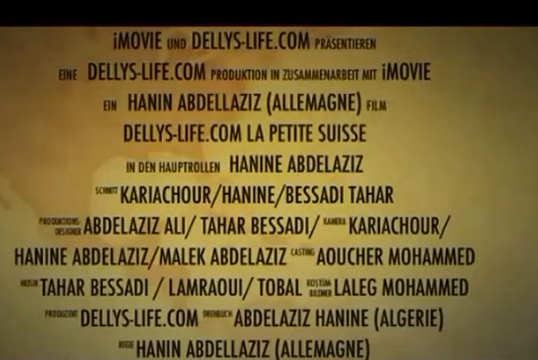 iMOVIE UND DELLYS-LIFE.COM PRÄSENTIEREN
EINE DELLYS-LIFE.COM PRODUKTION IN ZUSAMMENARBEIT MIT iMOVIE
EIN HANIN ABDELLAZIZ (ALLEMAGNE) FILM
DELLYS-LIFE.COM LA PETITE SUISSE
IN DEN HAUPTROLLEN HANINE ABDELAZIZ
SCHNITT KARIACHOUR/HANINE/BESSADI TAHAR
PRODUKTIONS-DESIGNER ABDELAZIZ ALI/ TAHAR BESSADI/ KAMERA KARIACHOUR/
HANINE ABDELAZIZ/MALEK ABDELAZIZ CASTING AOUCHER MOHAMMED
MUSIK TAHAR BESSADI / LAMRAOUI/ TOBAL KOSTÜM-BILDNER LALEG MOHAMMED
PRODUZENT DELLYS-LIFE.COM DREHBUCH ABDELAZIZ HANINE (ALGERIE)
REGIE HANIN ABDELLAZIZ (ALLEMAGNE)